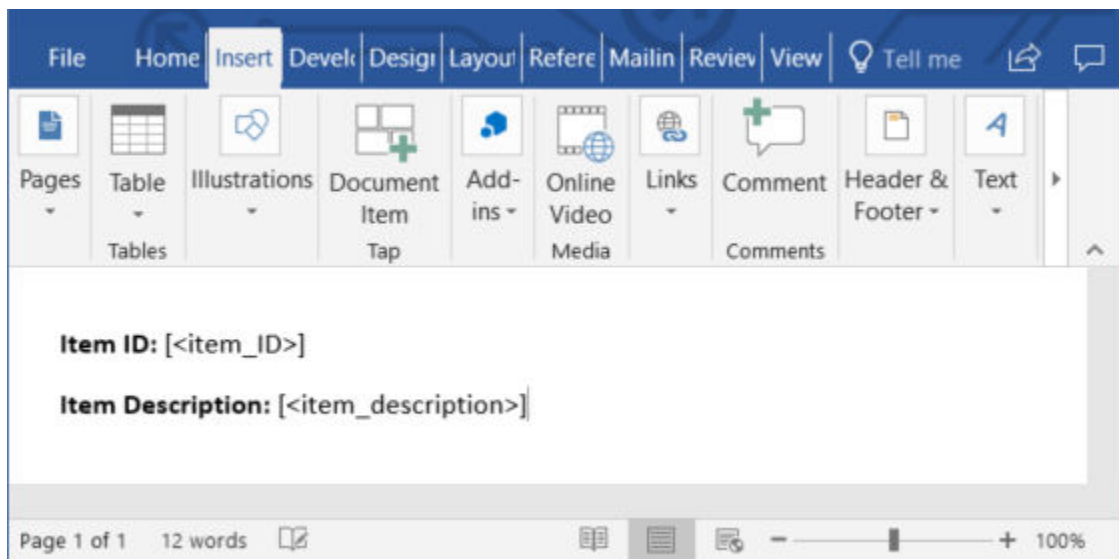 File Home Insert Develo Desigr Layout Refere Mailin Review View Tell me
Pages Table Illustrations Document Item Add-ins Online Video Links Comment Header & Footer Text
Tables Tap Media Comments
Item ID: [<item_ID>]
Item Description: [<item_description>]
Page 1 of 1 12 words 100%